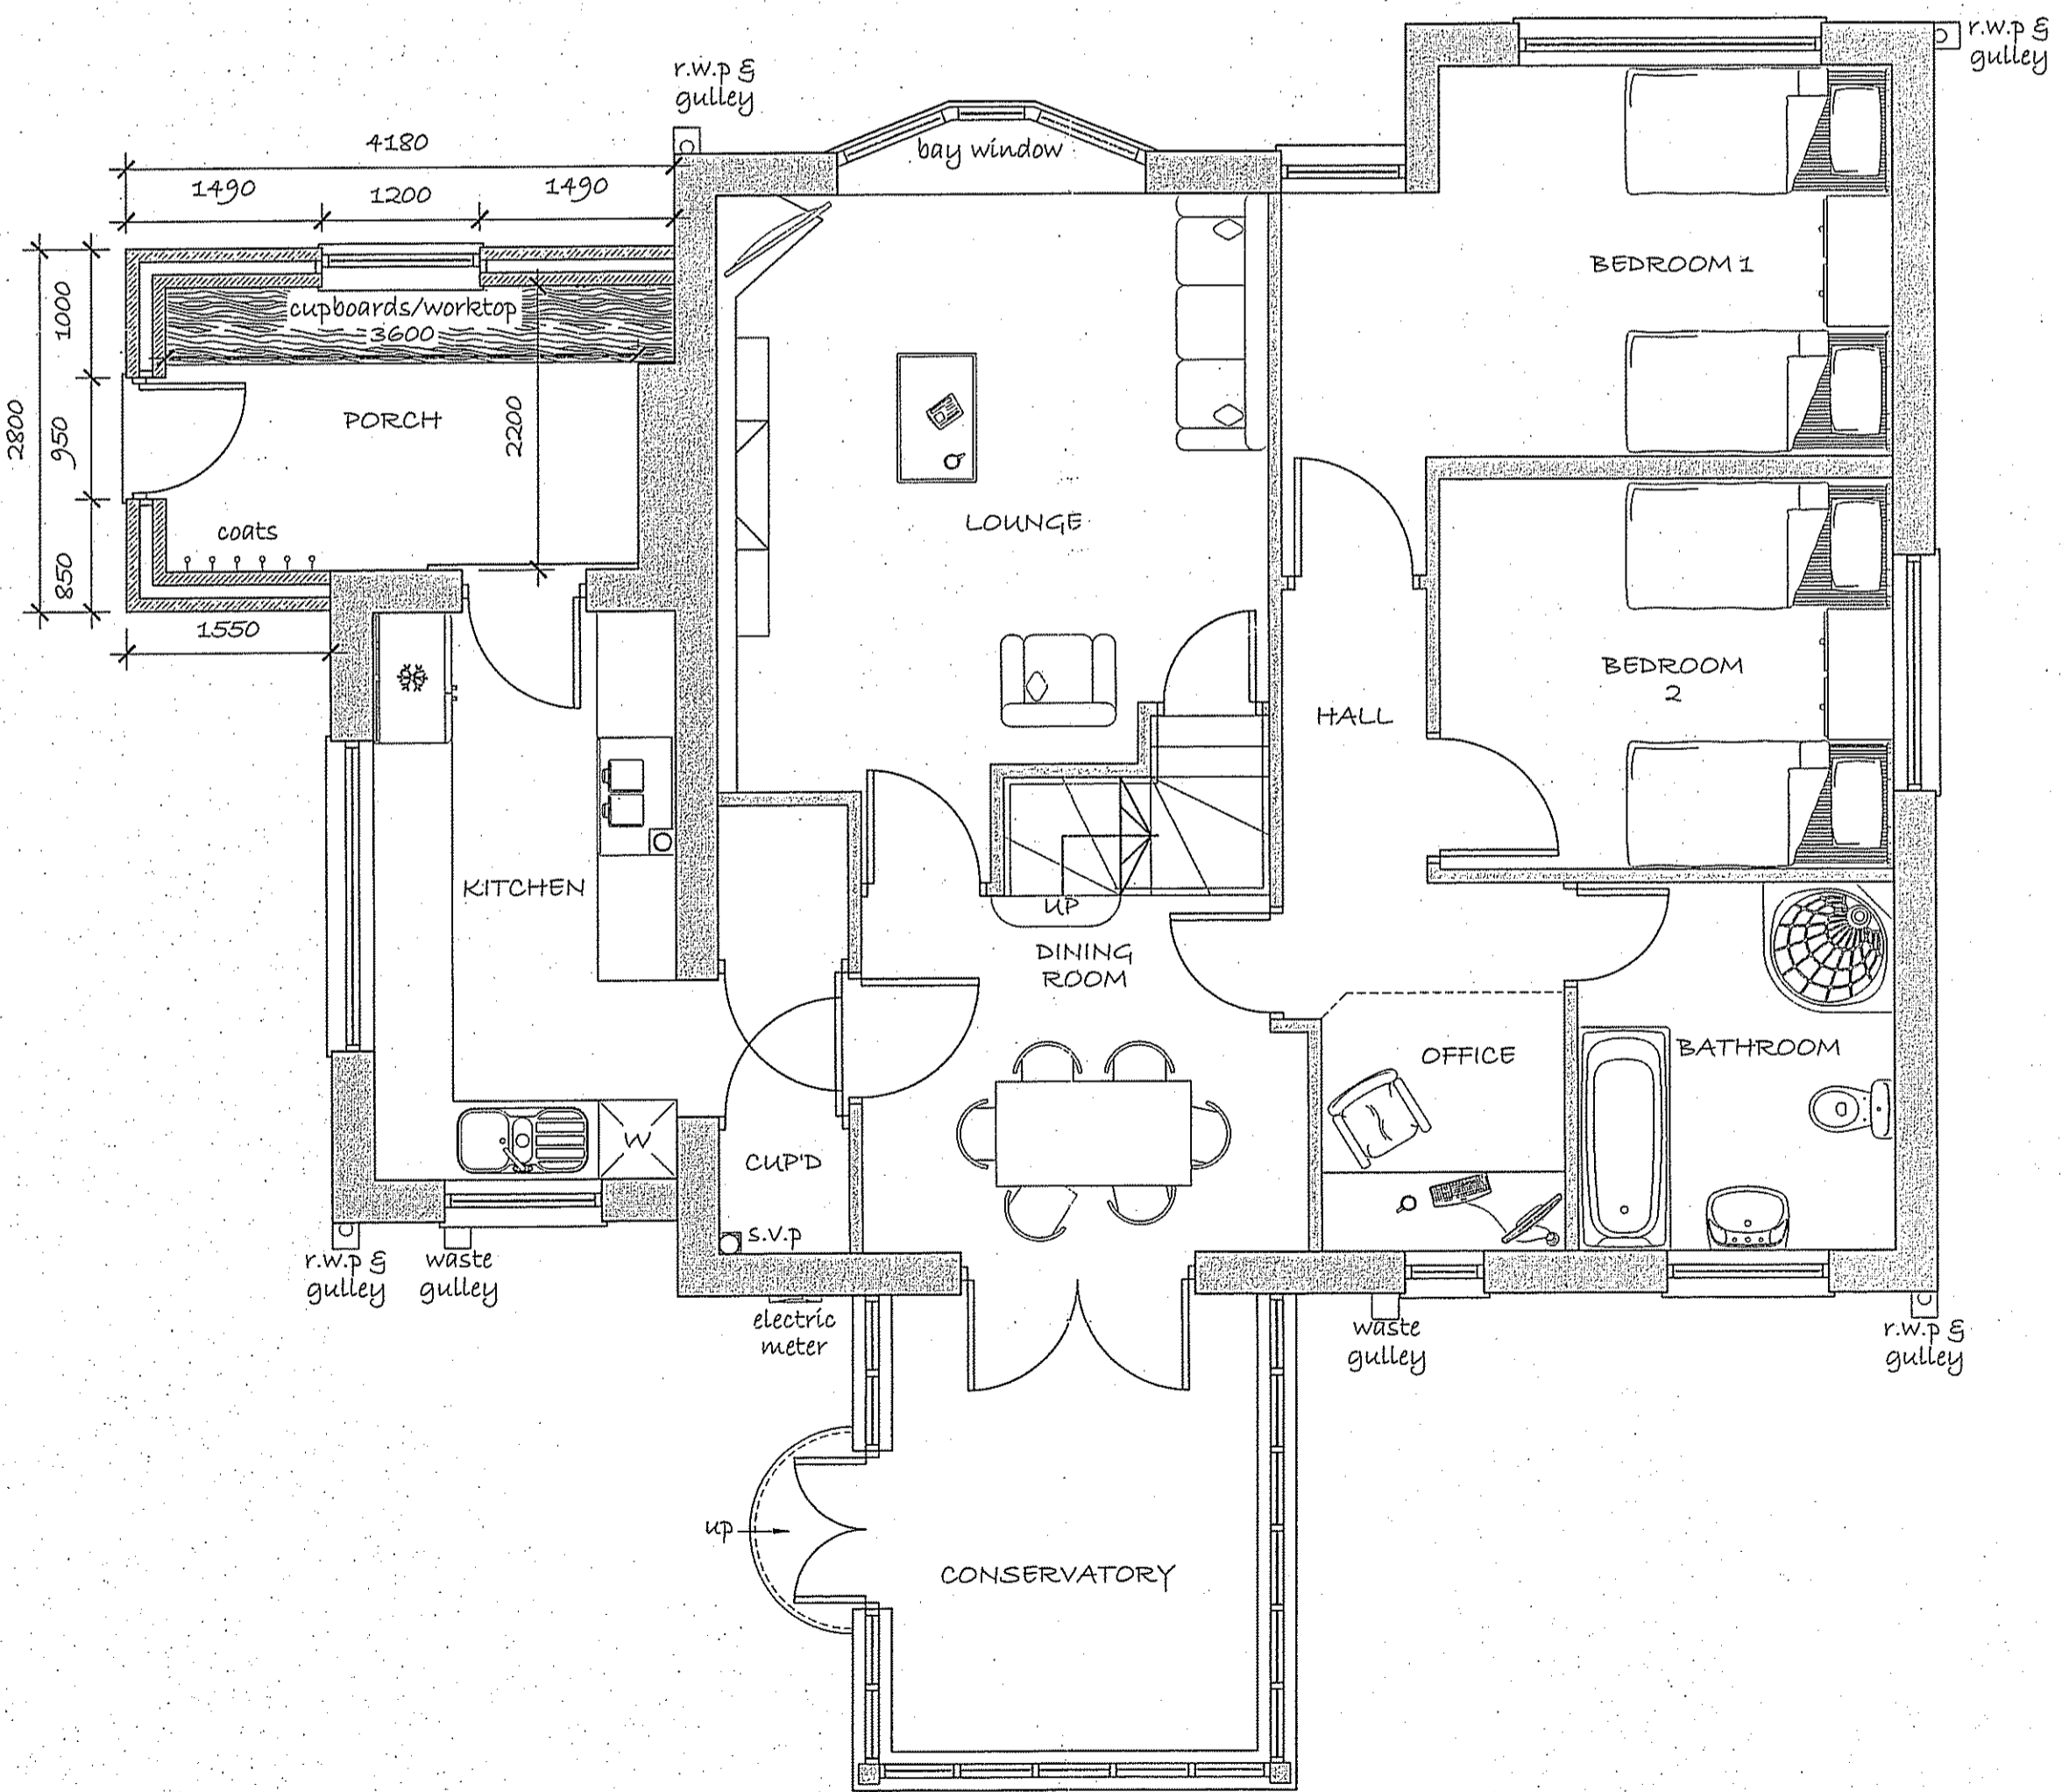 r.w.p &
gulley
r.w.p &
gulley
bay window
4180
1490
1200
1490
BEDROOM 1
cupboards/worktop
3600
1000
2800
950
850
PORCH
2200
coats
1550
LOUNGE
BEDROOM
2
HALL
KITCHEN
UP
DINING
ROOM
OFFICE
BATHROOM
W
CUP'D
s.v.p
r.w.p &
gulley
waste
gulley
electric
meter
waste
gulley
r.w.p &
gulley
up
CONSERVATORY